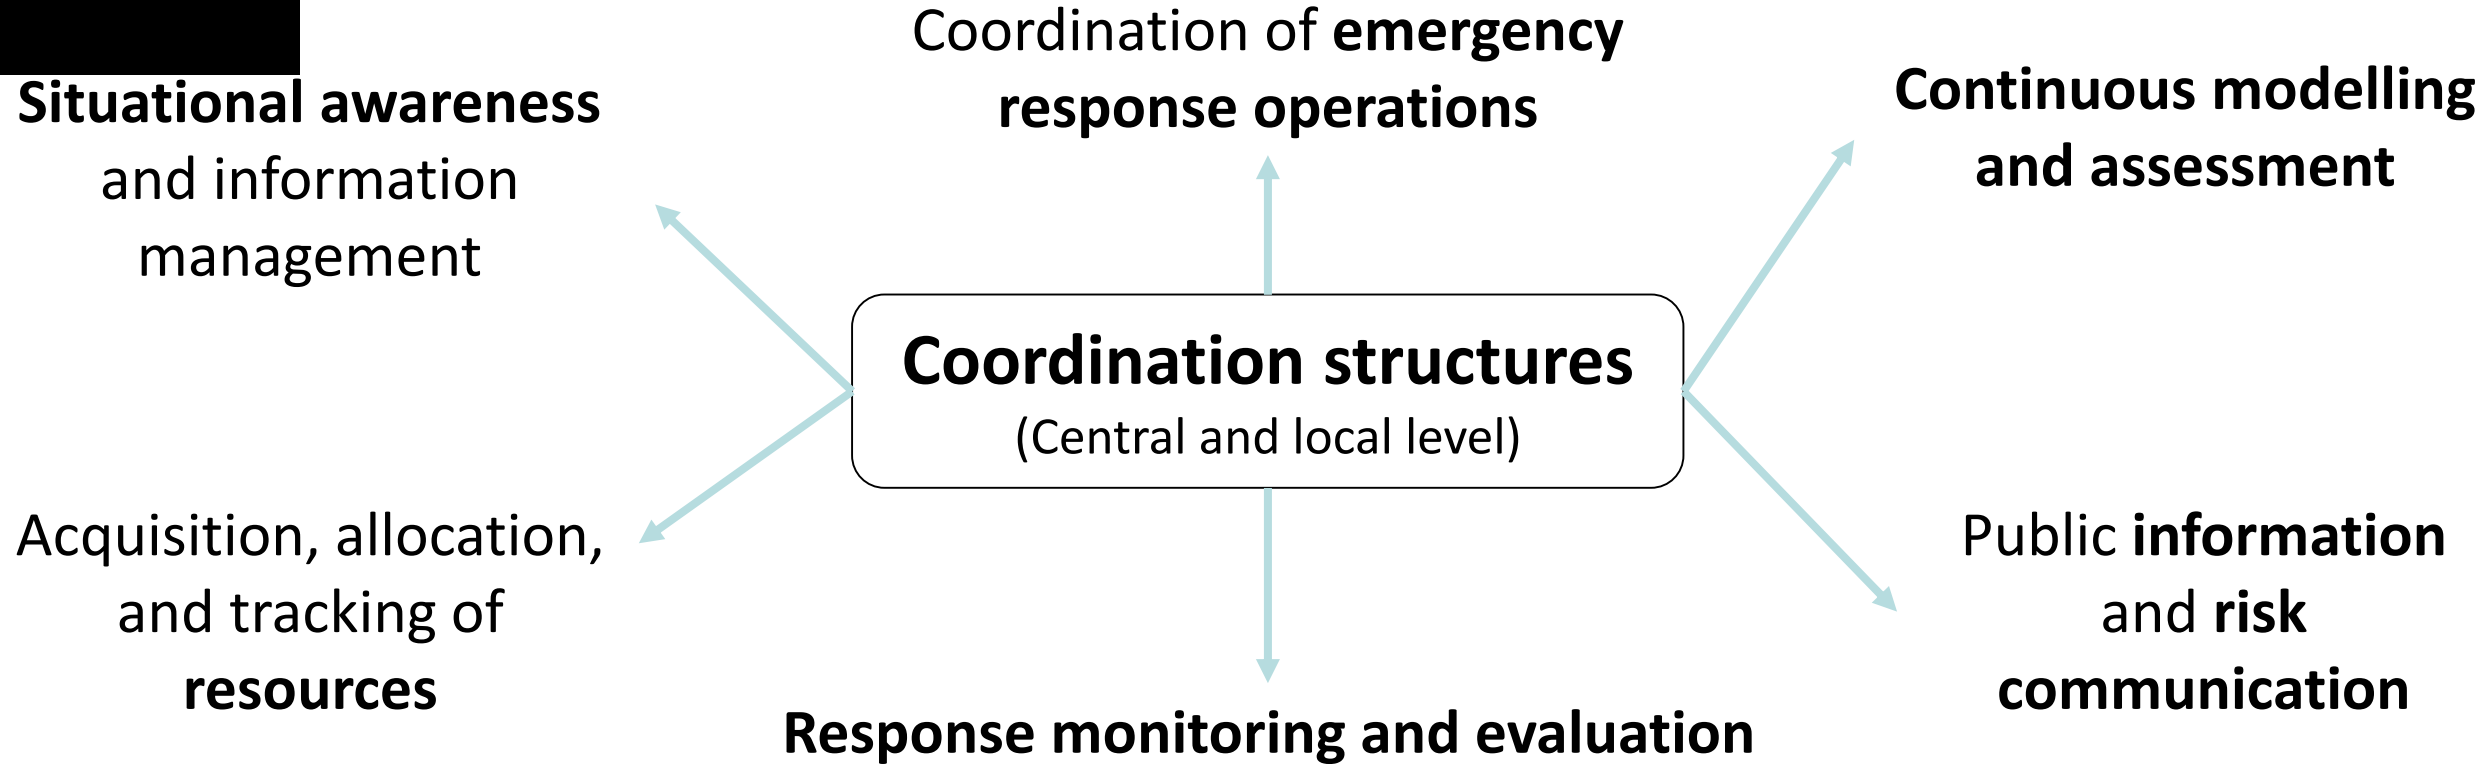 Situational awareness
and information
management
Coordination of emergency
response operations
Continuous modelling
and assessment
Coordination structures
(Central and local level)
Acquisition, allocation,
and tracking of
resources
Response monitoring and evaluation
Public information
and risk
communication